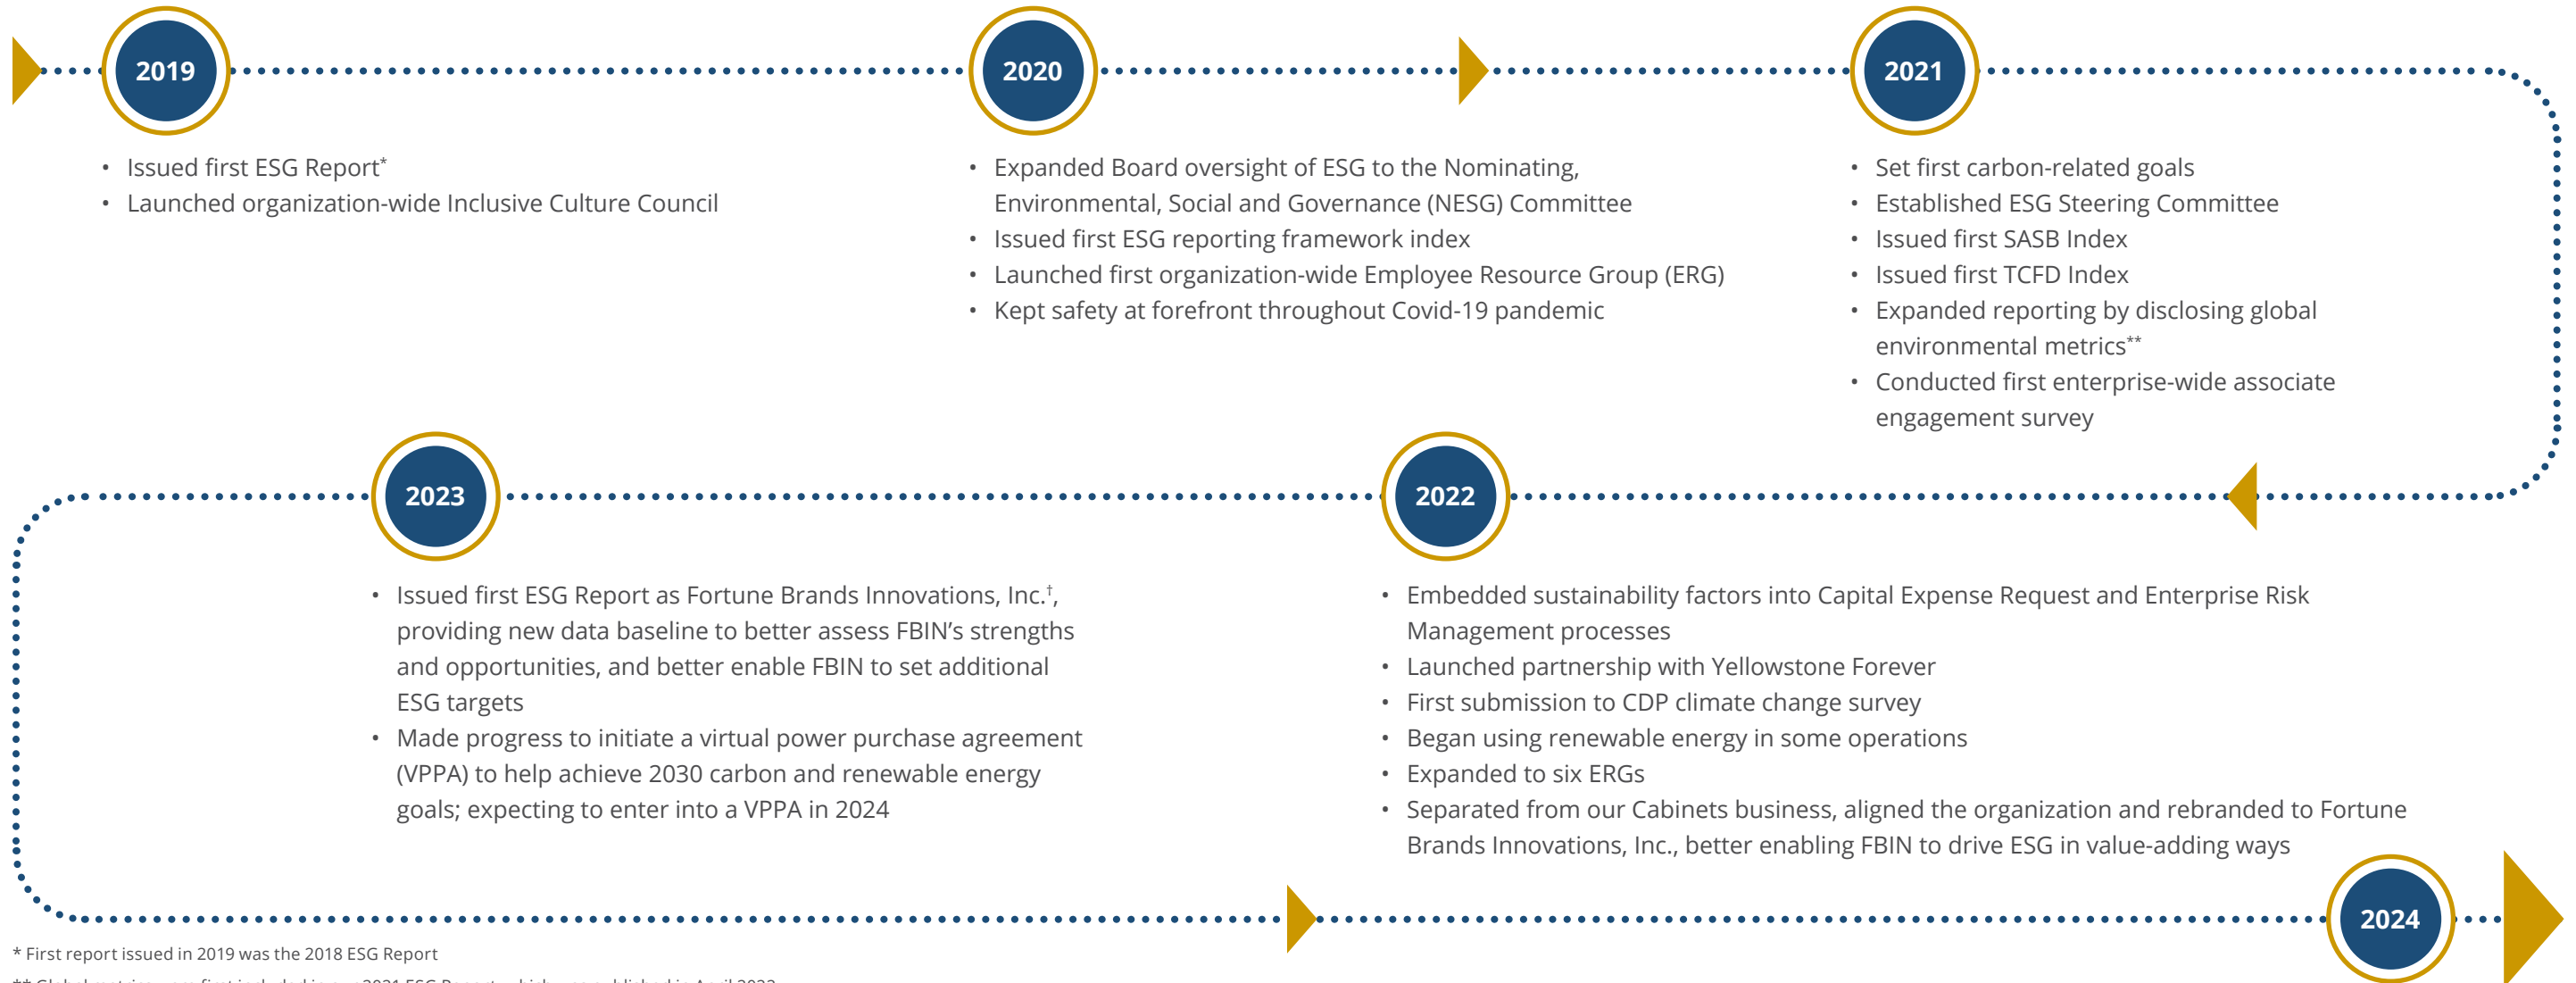 2019
• Issued first ESG Report*
• Launched organization-wide Inclusive Culture Council
2020
• Expanded Board oversight of ESG to the Nominating,
Environmental, Social and Governance (NESG) Committee
• Issued first ESG reporting framework index
• Launched first organization-wide Employee Resource Group (ERG)
• Kept safety at forefront throughout Covid-19 pandemic
2021
• Set first carbon-related goals
• Established ESG Steering Committee
• Issued first SASB Index
• Issued first TCFD Index
• Expanded reporting by disclosing global
environmental metrics**
• Conducted first enterprise-wide associate
engagement survey
2022
• Embedded sustainability factors into Capital Expense Request and Enterprise Risk
Management processes
• Launched partnership with Yellowstone Forever
• First submission to CDP climate change survey
• Began using renewable energy in some operations
• Expanded to six ERGs
• Separated from our Cabinets business, aligned the organization and rebranded to Fortune
Brands Innovations, Inc., better enabling FBIN to drive ESG in value-adding ways
2023
• Issued first ESG Report as Fortune Brands Innovations, Inc.†,
providing new data baseline to better assess FBIN’s strengths
and opportunities, and better enable FBIN to set additional
ESG targets
• Made progress to initiate a virtual power purchase agreement
(VPPA) to help achieve 2030 carbon and renewable energy
goals; expecting to enter into a VPPA in 2024
2024
* First report issued in 2019 was the 2018 ESG Report